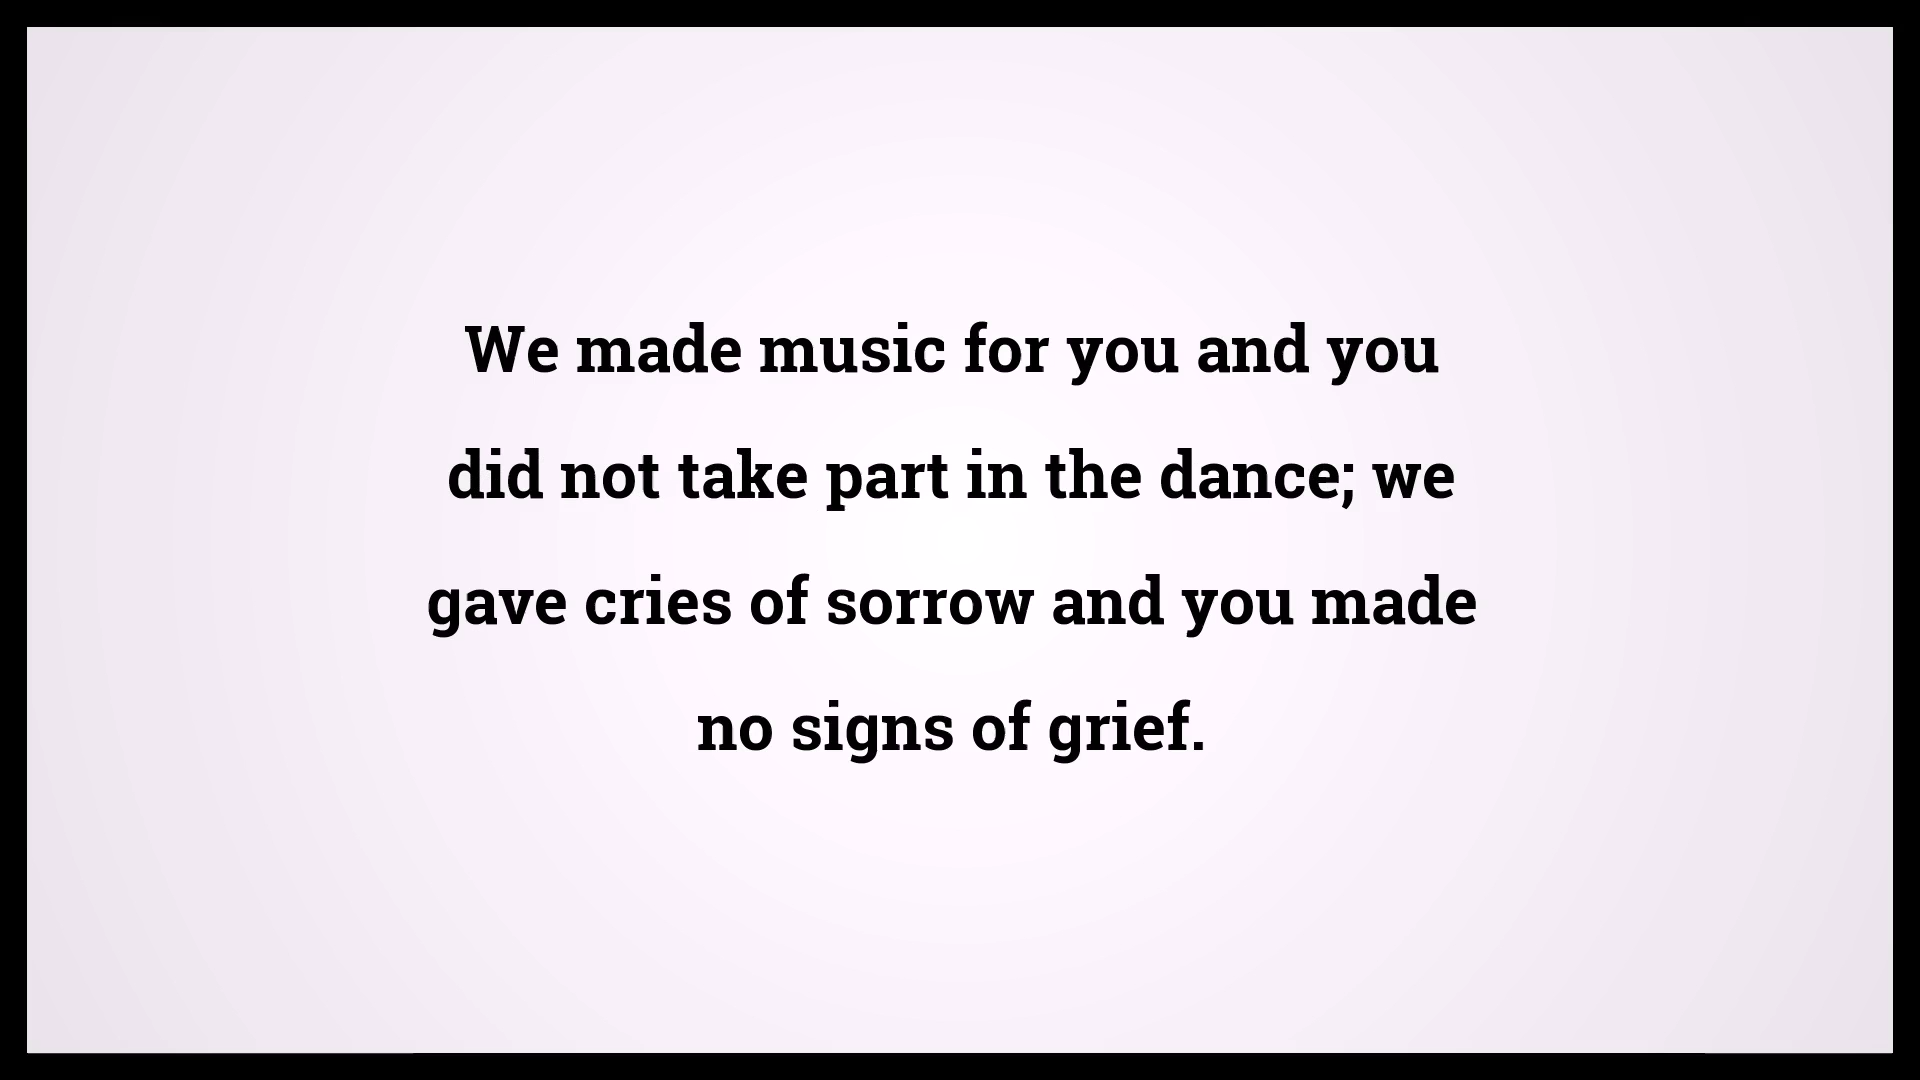 We made music for you and you
did not take part in the dance; we
gave cries of sorrow and you made
no signs of grief.